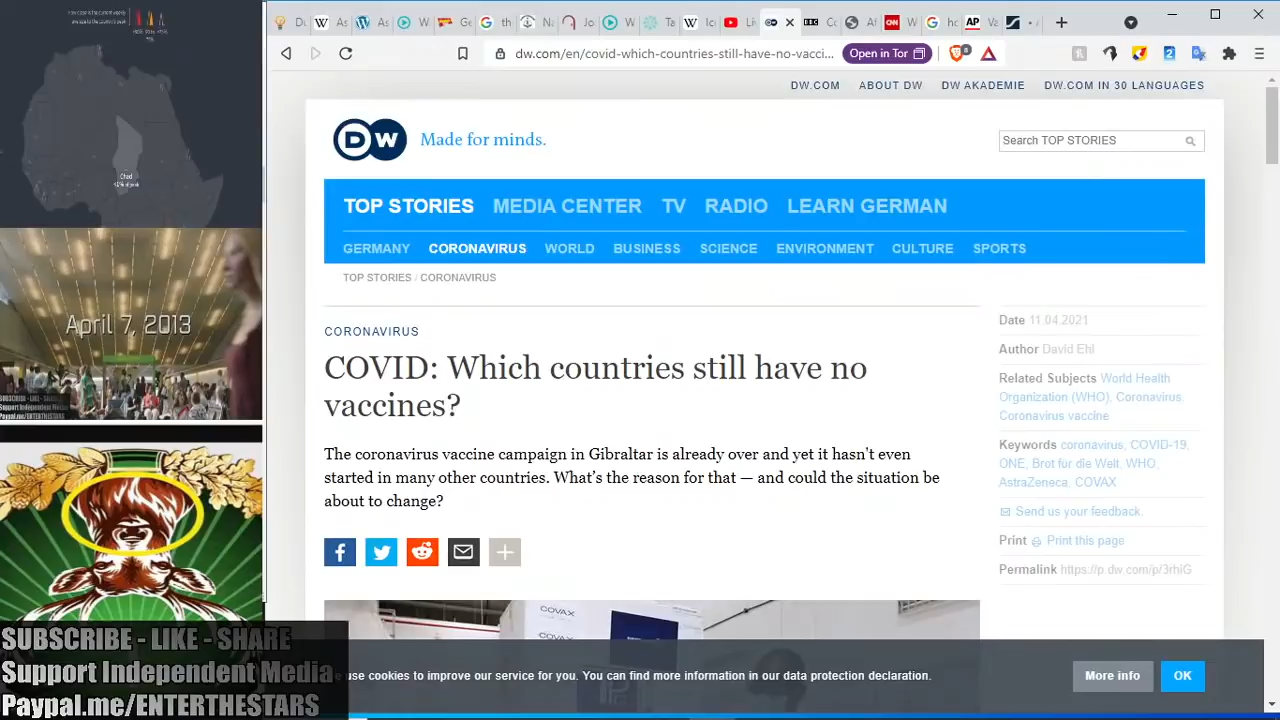 dw.com/en/covid-which-countries-still-have-no-vacci...
Open in Tor
DW.COM ABOUT DW DW AKADEMIE DW.COM IN 30 LANGUAGES
DW Made for minds.
Search TOP STORIES
TOP STORIES MEDIA CENTER TV RADIO LEARN GERMAN
GERMANY CORONAVIRUS WORLD BUSINESS SCIENCE ENVIRONMENT CULTURE SPORTS
TOP STORIES / CORONAVIRUS
CORONAVIRUS
COVID: Which countries still have no
vaccines?
The coronavirus vaccine campaign in Gibraltar is already over and yet it hasn't even
started in many other countries. What's the reason for that — and could the situation be
about to change?
Date 11.04.2021
Author David Ehl
Related Subjects World Health
Organization (WHO), Coronavirus,
Coronavirus vaccine
Keywords coronavirus, COVID-19,
ONE, Brot für die Welt, WHO,
AstraZeneca, COVAX
Send us your feedback.
Print Print this page
Permalink https://p.dw.com/p/3rhiG
COVAX
COVAX
use cookies to improve our service for you. You can find more information in our data protection declaration.
More info
OK
Chad
April 7, 2013
SUBSCRIBE - LIKE - SHARE
Support Independent Media
Paypal.me/ENTERTHESTARS